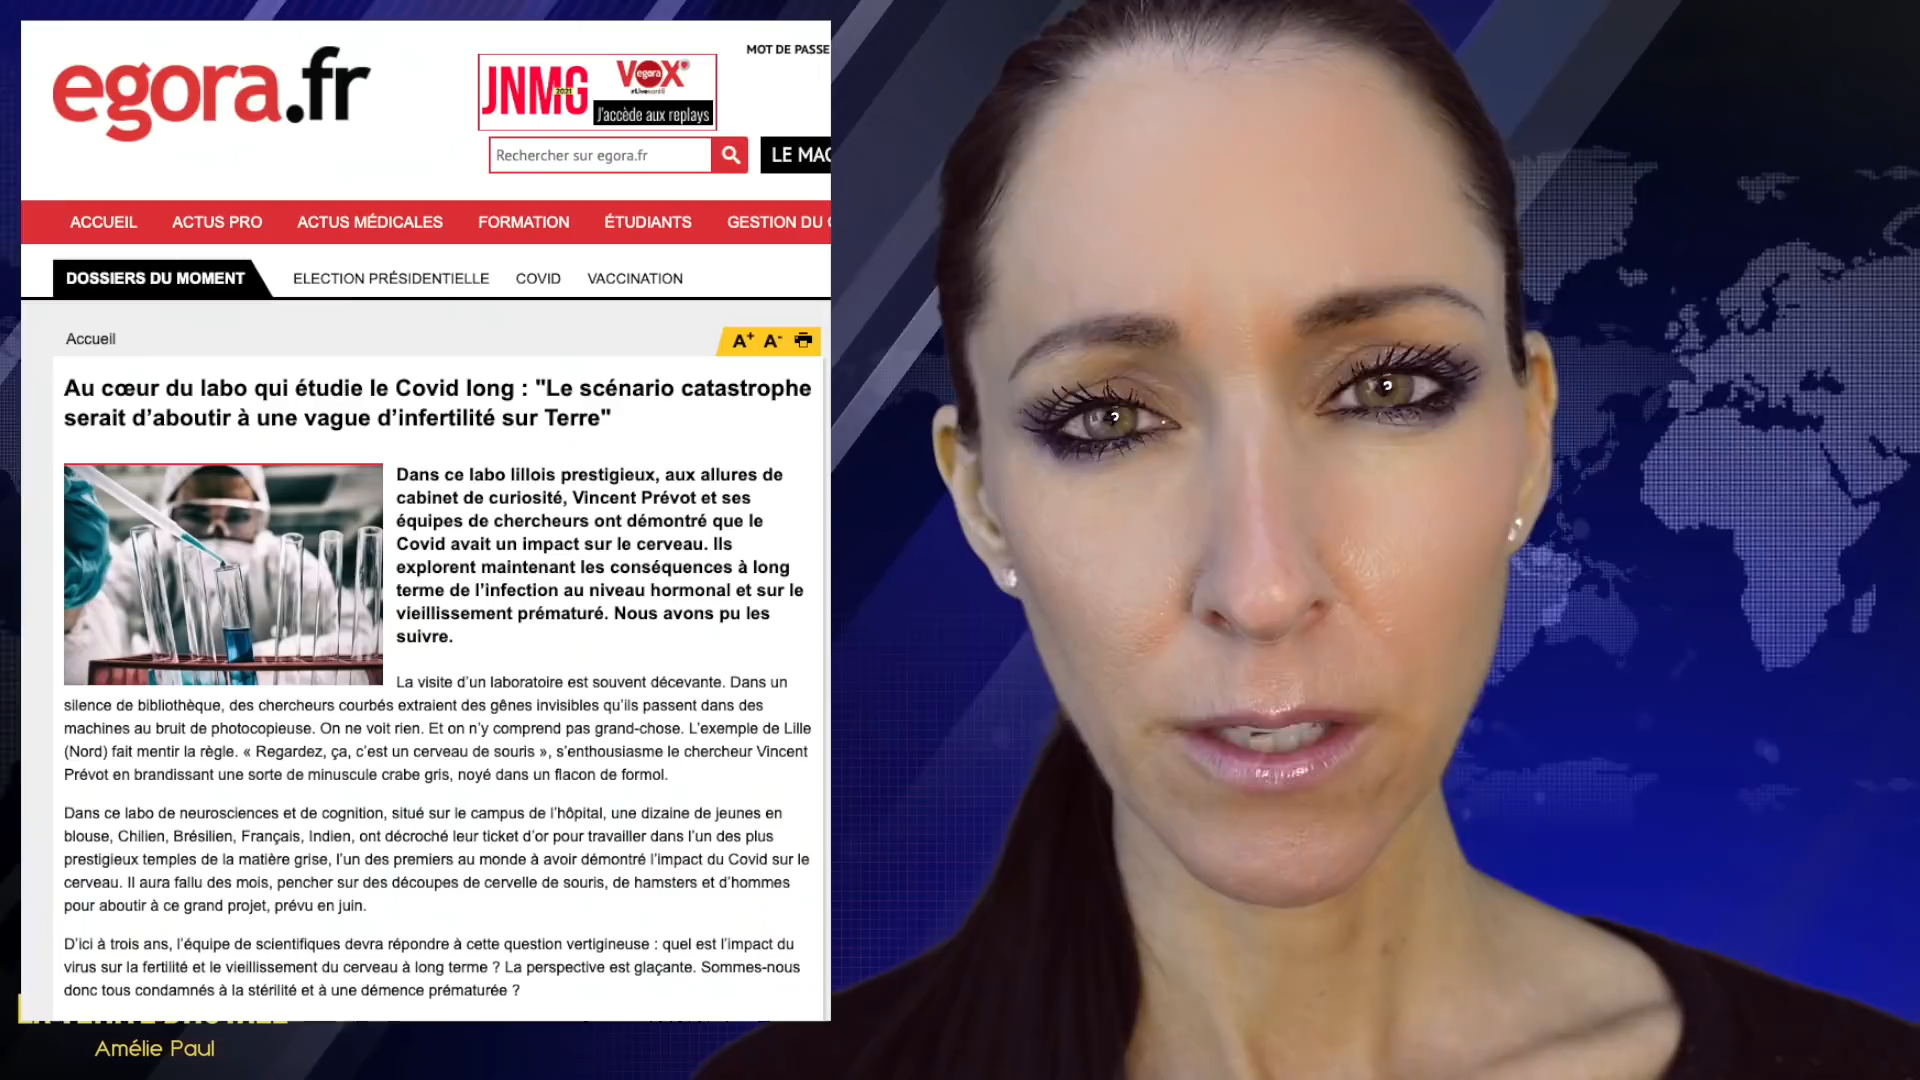 egora.fr
MOT DE PASSE
JNMG
2021
egora
VOX
#Livesanté
J'accède aux replays
Rechercher sur egora.fr
LE MAG
ACCUEIL ACTUS PRO ACTUS MÉDICALES FORMATION ÉTUDIANTS GESTION DU
DOSSIERS DU MOMENT ELECTION PRÉSIDENTIELLE COVID VACCINATION
Accueil
A+ A-
Au cœur du labo qui étudie le Covid long : "Le scénario catastrophe
serait d’aboutir à une vague d’infertilité sur Terre"
Dans ce labo lillois prestigieux, aux allures de
cabinet de curiosité, Vincent Prévot et ses
équipes de chercheurs ont démontré que le
Covid avait un impact sur le cerveau. Ils
explorent maintenant les conséquences à long
terme de l’infection au niveau hormonal et sur le
vieillissement prématuré. Nous avons pu les
suivre.
La visite d’un laboratoire est souvent décevante. Dans un
silence de bibliothèque, des chercheurs courbés extraient des gênes invisibles qu’ils passent dans des
machines au bruit de photocopieuse. On ne voit rien. Et on n’y comprend pas grand-chose. L’exemple de Lille
(Nord) fait mentir la règle. « Regardez, ça, c’est un cerveau de souris », s’enthousiasme le chercheur Vincent
Prévot en brandissant une sorte de minuscule crabe gris, noyé dans un flacon de formol.
Dans ce labo de neurosciences et de cognition, situé sur le campus de l’hôpital, une dizaine de jeunes en
blouse, Chilien, Brésilien, Français, Indien, ont décroché leur ticket d’or pour travailler dans l’un des plus
prestigieux temples de la matière grise, l’un des premiers au monde à avoir démontré l’impact du Covid sur le
cerveau. Il aura fallu des mois, pencher sur des découpes de cervelle de souris, de hamsters et d’hommes
pour aboutir à ce grand projet, prévu en juin.
D’ici à trois ans, l’équipe de scientifiques devra répondre à cette question vertigineuse : quel est l’impact du
virus sur la fertilité et le vieillissement du cerveau à long terme ? La perspective est glaçante. Sommes-nous
donc tous condamnés à la stérilité et à une démence prématurée ?
Amélie Paul